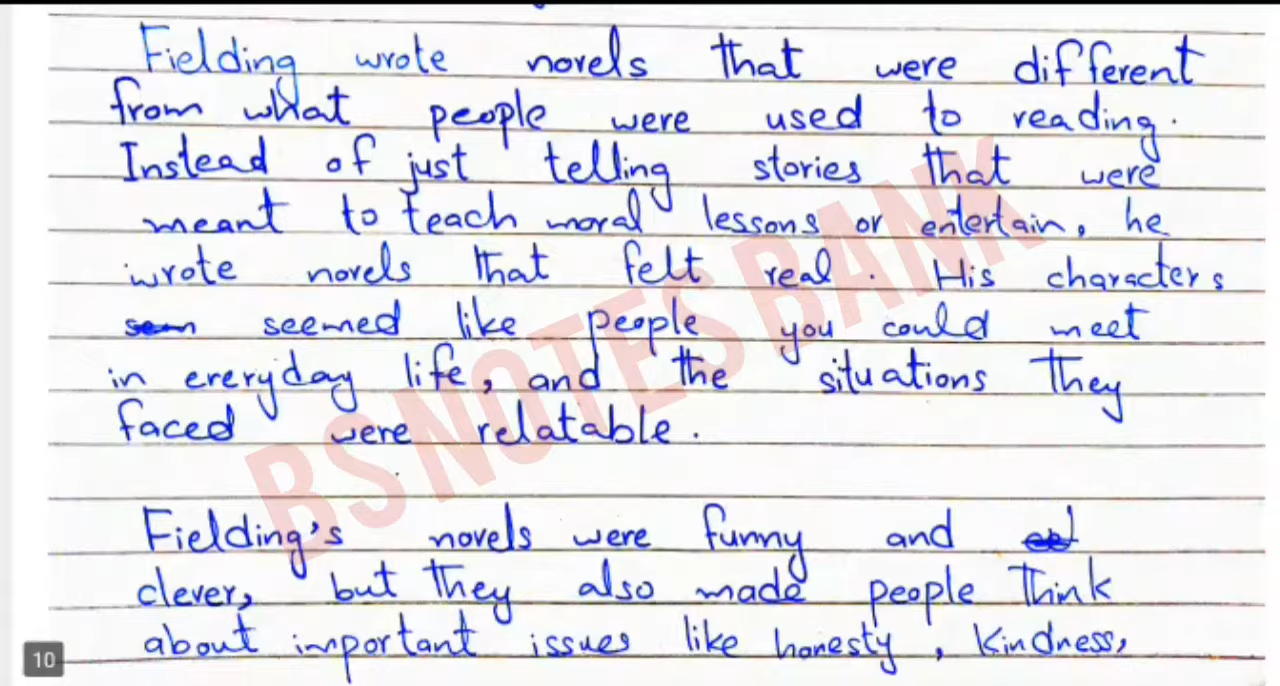 Fielding wrote novels that were different
from what people were used to reading.
Instead of just telling stories that were
meant to teach moral lessons or entertain, he
wrote novels that felt real. His characters
seemed like people you could meet
in everyday life, and the situations they
faced were relatable.
Fielding's novels were funny and
clever, but they also made people think
about important issues like honesty, kindness,
BSNOTES BANK
10